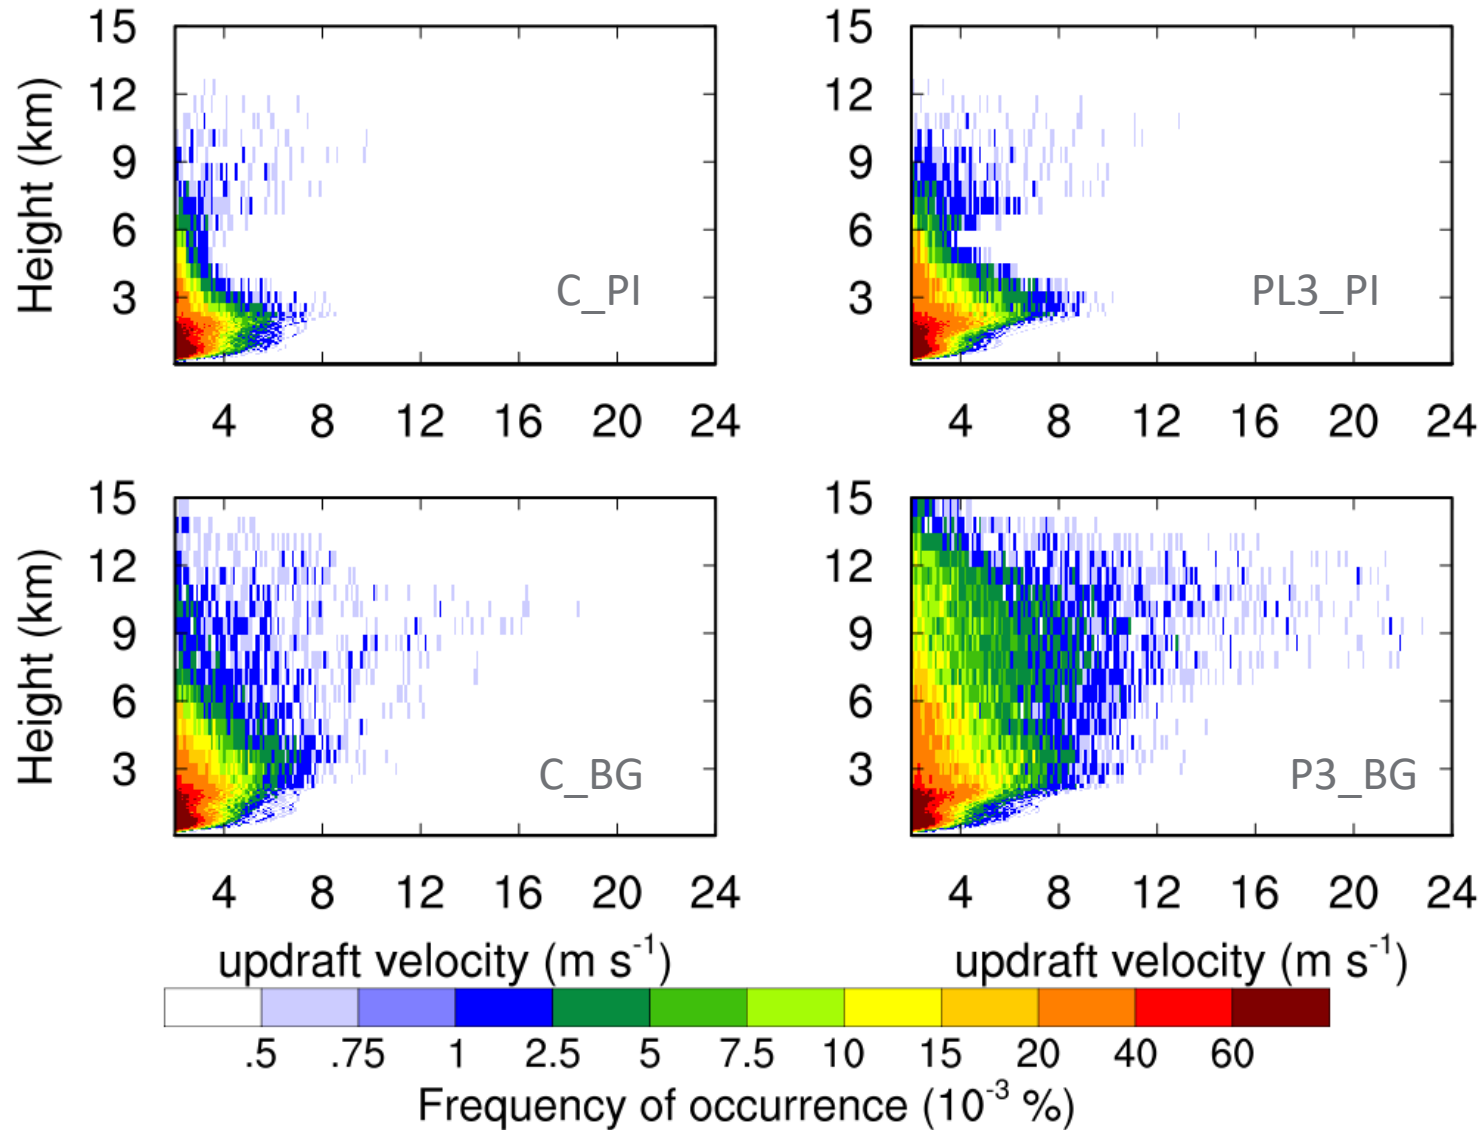 15
12
9
6
3
Height (km)
C_PI
4 8 12 16 20 24
15
12
9
6
3
PL3_PI
4 8 12 16 20 24
15
12
9
6
3
Height (km)
C_BG
4 8 12 16 20 24
updraft velocity (m s-1)
15
12
9
6
3
P3_BG
4 8 12 16 20 24
updraft velocity (m s-1)
.5 .75 1 2.5 5 7.5 10 15 20 40 60
Frequency of occurrence (10-3 %)